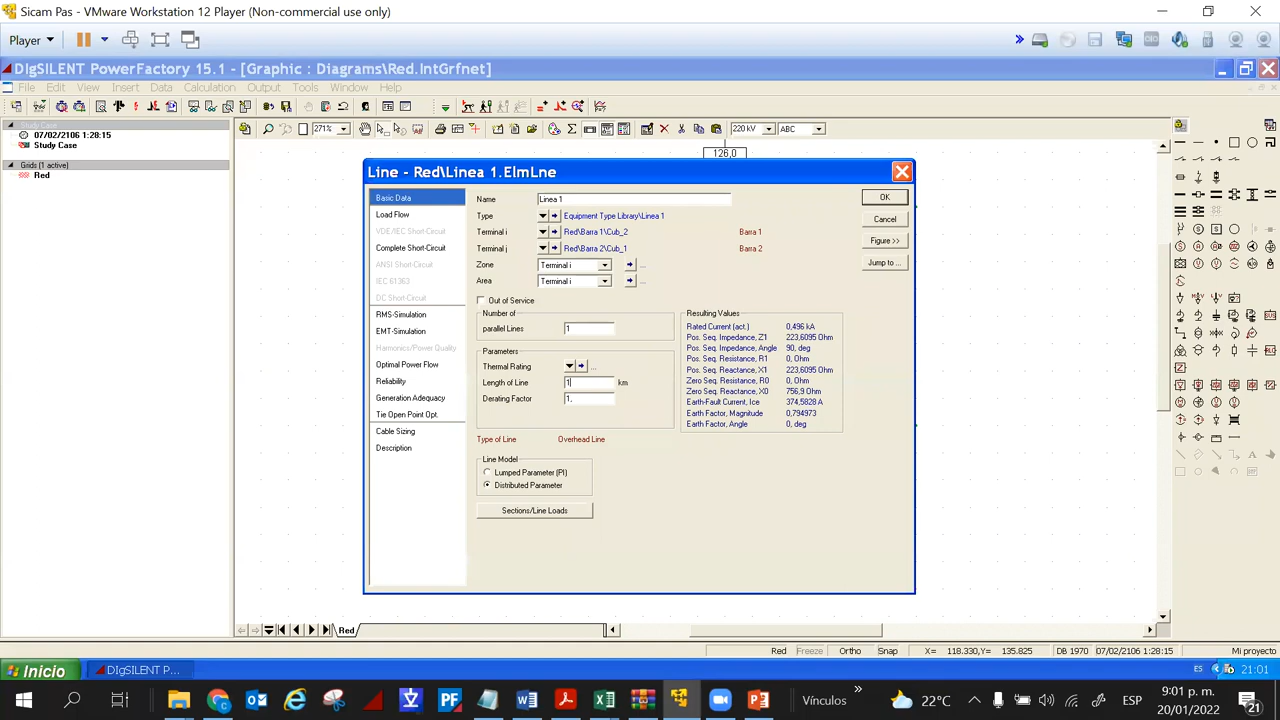 Sicam Pas - VMware Workstation 12 Player (Non-commercial use only)
Player
DIgSILENT PowerFactory 15.1 - [Graphic : Diagrams\Red.IntGrfnet]
File Edit View Insert Data Calculation Output Tools Window Help
271% 220 kV ABC
Study Case
07/02/2106 1:28:15
Study Case
Grids (1 active)
Red
126,0
Line - Red\Linea 1.ElmLne
Basic Data
Load Flow
VDE/IEC Short-Circuit
Complete Short-Circuit
ANSI Short-Circuit
IEC 61363
DC Short-Circuit
RMS-Simulation
EMT-Simulation
Harmonics/Power Quality
Optimal Power Flow
Reliability
Generation Adequacy
Tie Open Point Opt.
Cable Sizing
Description
Name Linea 1
Type Equipment Type Library\Linea 1
Terminal i Red\Barra 1\Cub_2 Barra 1
Terminal j Red\Barra 2\Cub_1 Barra 2
Zone Terminal i ...
Area Terminal i ...
Out of Service
Number of
parallel Lines 1
Parameters
Thermal Rating ...
Length of Line 1 km
Derating Factor 1.
Type of Line Overhead Line
Line Model
Lumped Parameter (PI)
Distributed Parameter
Sections/Line Loads
Resulting Values
Rated Current (act.) 0,496 kA
Pos. Seq. Impedance, Z1 223,6095 Ohm
Pos. Seq. Impedance, Angle 90, deg
Pos. Seq. Resistance, R1 0, Ohm
Pos. Seq. Reactance, X1 223,6095 Ohm
Zero Seq. Resistance, R0 0, Ohm
Zero Seq. Reactance, X0 756,9 Ohm
Earth-Fault Current, Ice 374,5828 A
Earth Factor, Magnitude 0,794973
Earth Factor, Angle 0, deg
OK
Cancel
Figure >>
Jump to ...
Red
Red Freeze Ortho Snap X= 118.330,Y= 135.825 DB 1970 07/02/2106 1:28:15 Mi proyecto
Inicio DIgSILENT P... ES 21:01
Vínculos 22°C ESP 9:01 p. m.
20/01/2022
21